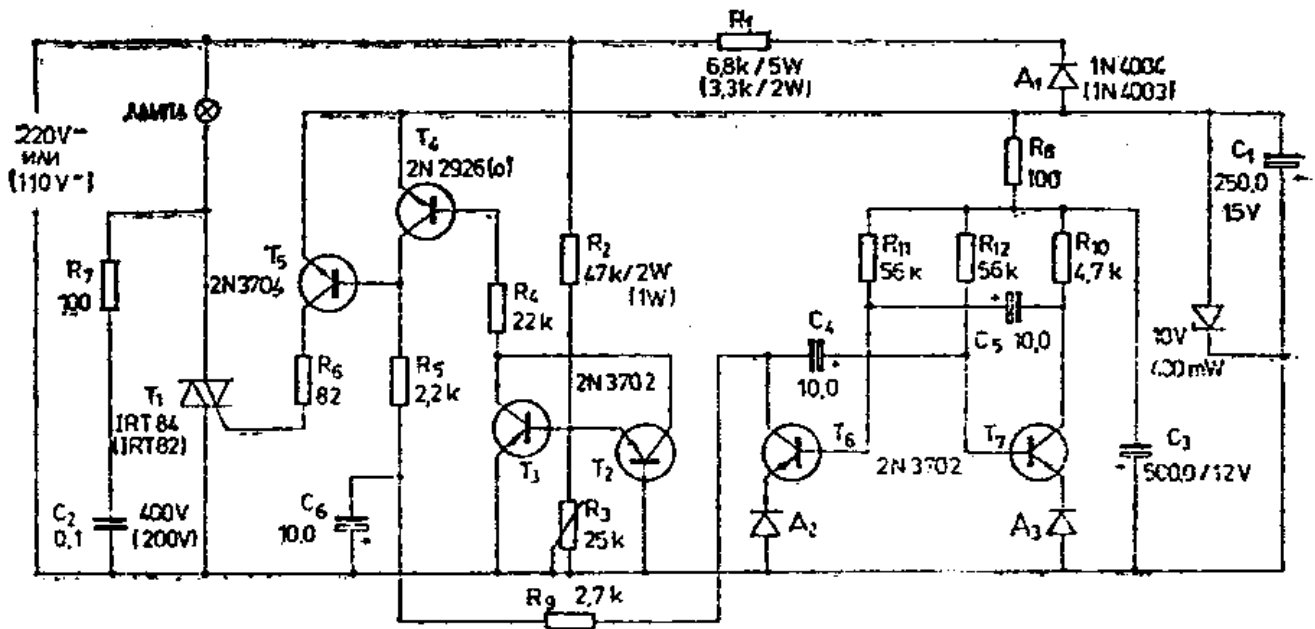 R1
6,8k/5W
(3,3k/2W)
A1
1N4004
(1N4003)
ЛАМПА
220V~
ИЛИ
(110V~)
T4
2N2926(o)
R8
100
C1
250,0
15V
R7
100
T5
2N3704
R4
22k
R2
47k/2W
(1W)
R11
56к
R12
56к
R10
4,7k
C4
10,0
C5 10,0
10V
400mW
T1
IRT84
(IRT82)
R6
82
R5
2,2k
2N3702
T3
T2
T6
2N3702
T7
C3
500,0/12V
C2
0,1
400V
(200V)
C6
10,0
R3
25k
A2
A3
R9
2,7k